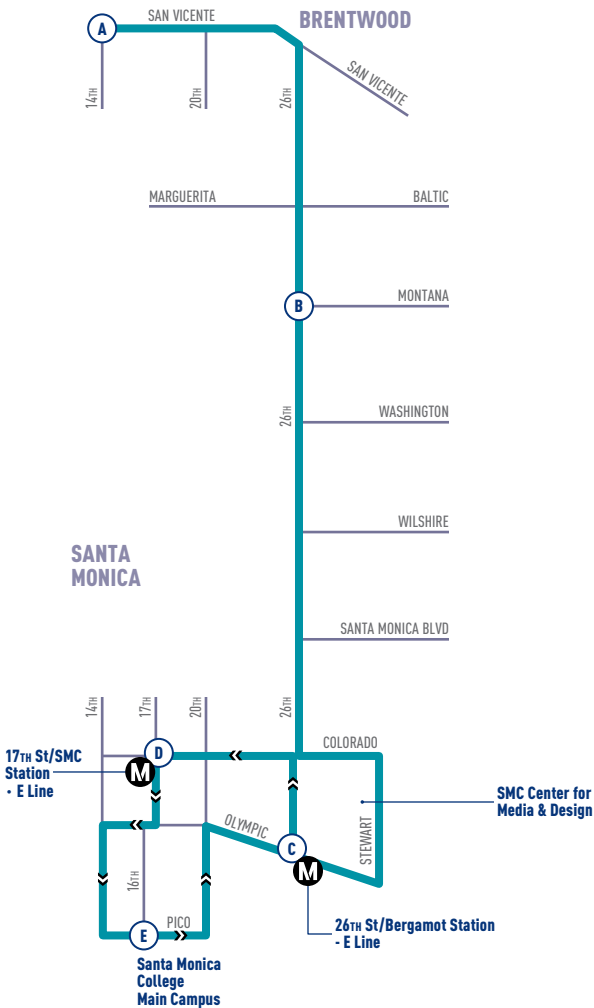 SAN VICENTE
BRENTWOOD
A
SAN VICENTE
14TH
20TH
26TH
MARGUERITA
BALTIC
B
MONTANA
26TH
WASHINGTON
WILSHIRE
SANTA
MONICA
SANTA MONICA BLVD
14TH
17TH
20TH
26TH
COLORADO
D
17TH St/SMC
Station
· E Line
M
SMC Center for
Media & Design
OLYMPIC
STEWART
C
M
16TH
PICO
E
26TH St/Bergamot Station
- E Line
Santa Monica
College
Main Campus